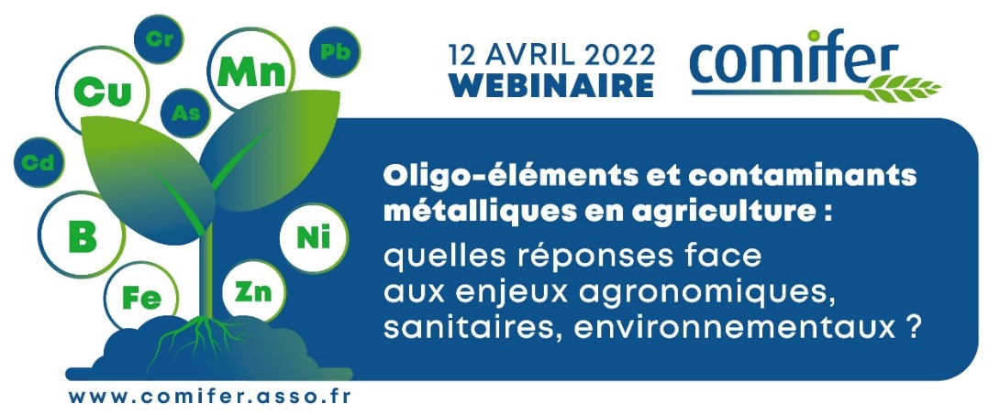 Cr
Pb
Mn
Cu
As
Cd
B
Ni
Fe
Zn
www.comifer.asso.fr
12 AVRIL 2022
WEBINAIRE
comifer
Oligo-éléments et contaminants
métalliques en agriculture :
quelles réponses face
aux enjeux agronomiques,
sanitaires, environnementaux ?